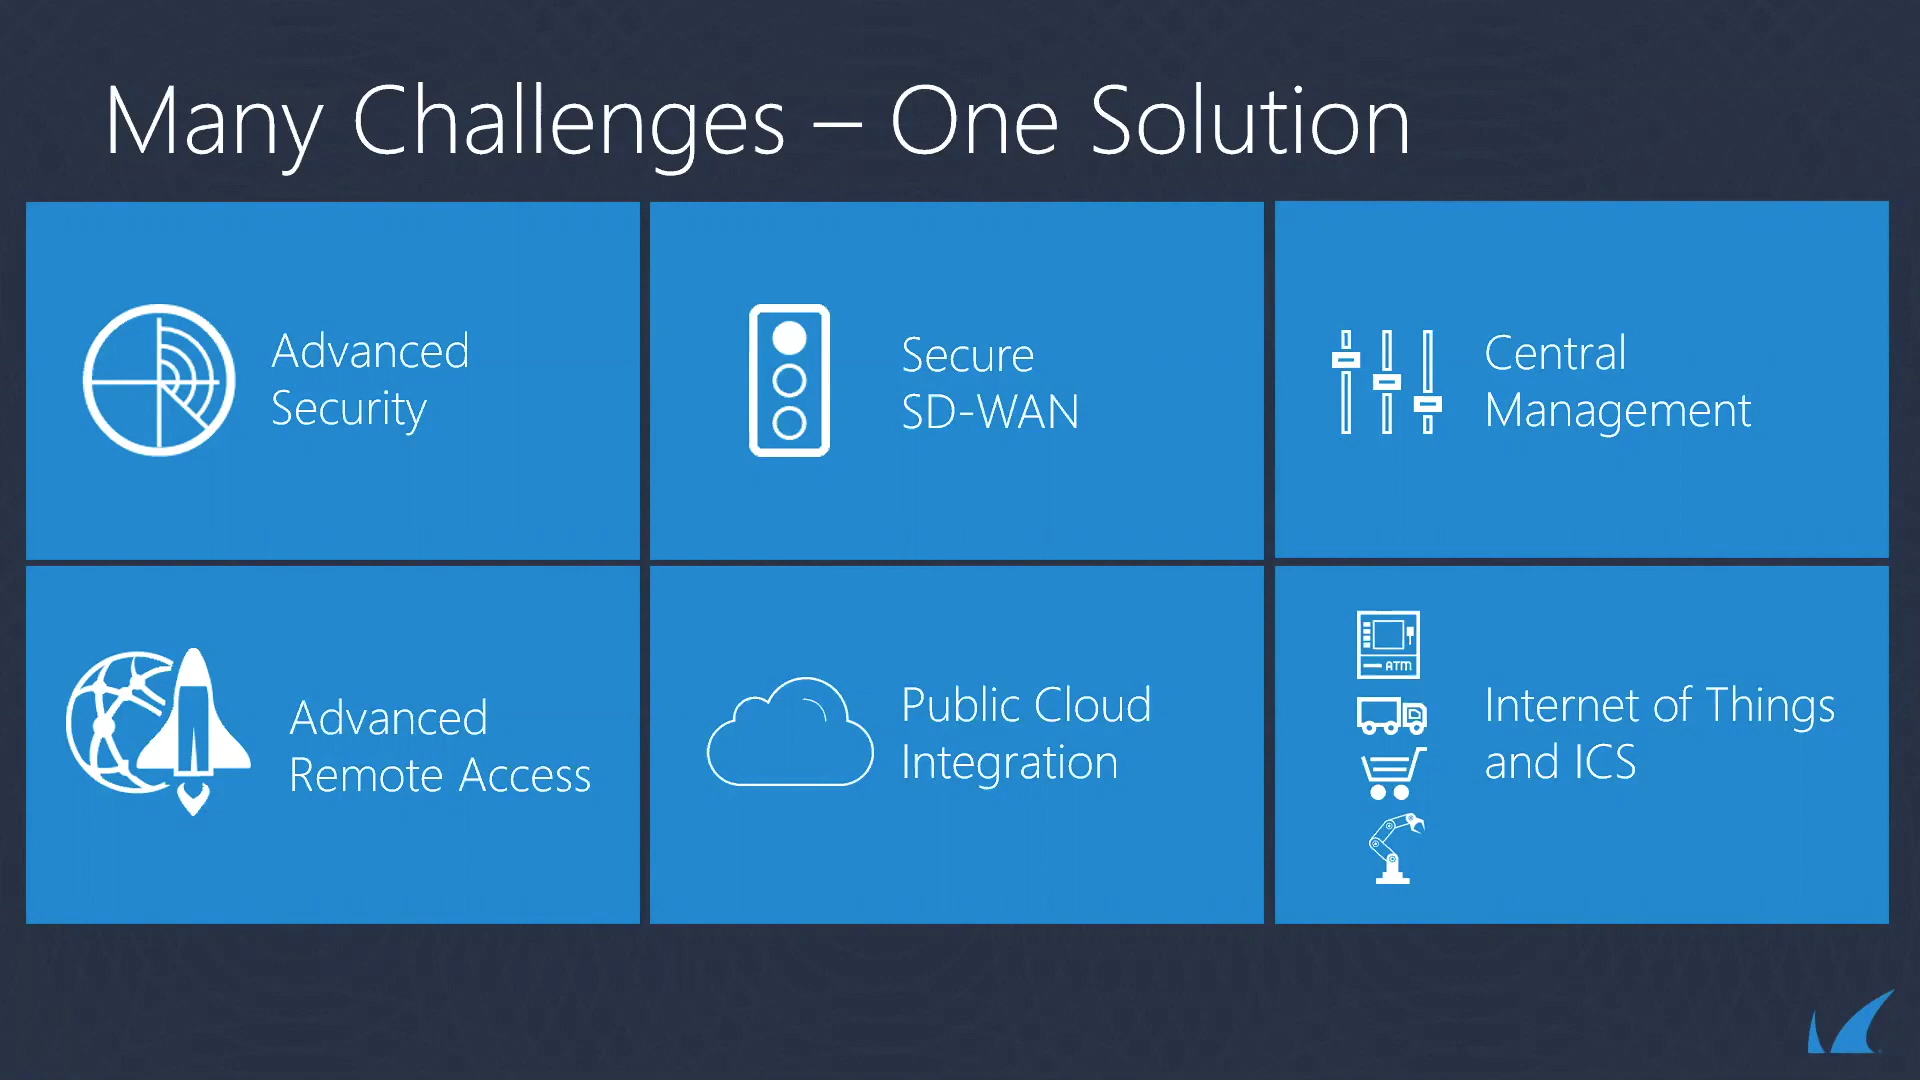 Many Challenges – One Solution
Advanced
Security
Secure
SD-WAN
Central
Management
Advanced
Remote Access
Public Cloud
Integration
ATM
Internet of Things
and ICS